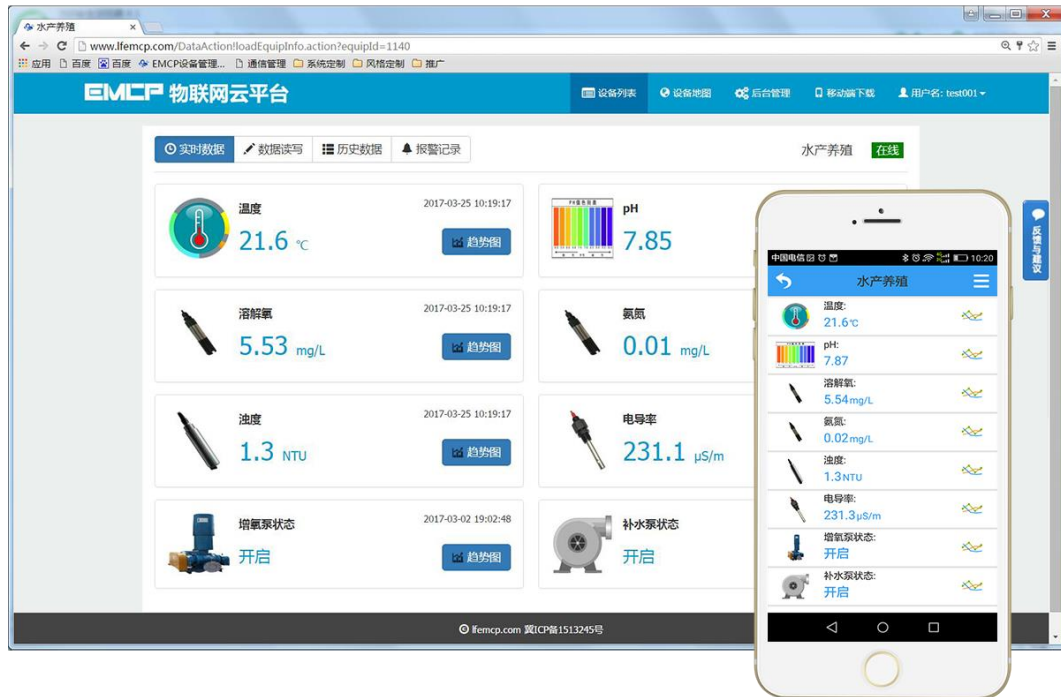 水产养殖
www.lfemcp.com/DataAction!loadEquipInfo.action?equipId=1140
应用 百度 百度 EMCP设备管理... 通信管理 系统定制 风格定制 推广
EMCP 物联网云平台
设备列表 设备地图 后台管理 移动端下载 用户名: test001
实时数据 数据读写 历史数据 报警记录
水产养殖 在线
温度
2017-03-25 10:19:17
21.6 ℃
趋势图
pH
7.85
溶解氧
2017-03-25 10:19:17
5.53 mg/L
趋势图
氨氮
0.01 mg/L
浊度
2017-03-25 10:19:17
1.3 NTU
趋势图
电导率
231.1 μS/m
增氧泵状态
2017-03-02 19:02:48
开启
趋势图
补水泵状态
开启
反馈与建议
lfemcp.com 冀ICP备1513245号
中国电信 10:20
水产养殖
温度:
21.6℃
pH:
7.87
溶解氧:
5.54mg/L
氨氮:
0.02mg/L
浊度:
1.3NTU
电导率:
231.3μS/m
增氧泵状态:
开启
补水泵状态:
开启